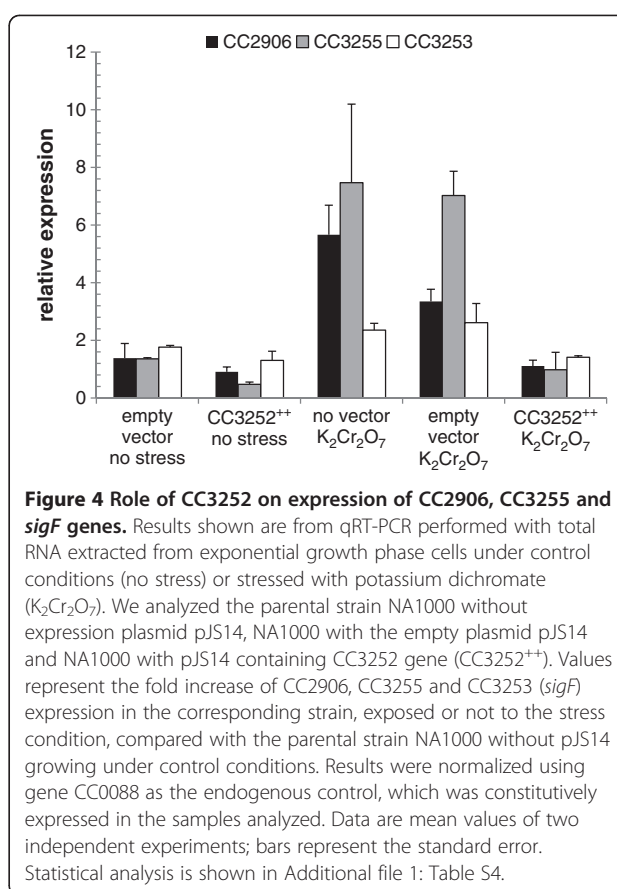 CC2906 CC3255 CC3253
12
10
8
6
4
2
0
relative expression
empty vector no stress
CC3252⁺⁺ no stress
no vector K₂Cr₂O₇
empty vector K₂Cr₂O₇
CC3252⁺⁺ K₂Cr₂O₇
Figure 4 Role of CC3252 on expression of CC2906, CC3255 and
sigF genes. Results shown are from qRT-PCR performed with total
RNA extracted from exponential growth phase cells under control
conditions (no stress) or stressed with potassium dichromate
(K₂Cr₂O₇). We analyzed the parental strain NA1000 without
expression plasmid pJS14, NA1000 with the empty plasmid pJS14
and NA1000 with pJS14 containing CC3252 gene (CC3252⁺⁺). Values
represent the fold increase of CC2906, CC3255 and CC3253 (sigF)
expression in the corresponding strain, exposed or not to the stress
condition, compared with the parental strain NA1000 without pJS14
growing under control conditions. Results were normalized using
gene CC0088 as the endogenous control, which was constitutively
expressed in the samples analyzed. Data are mean values of two
independent experiments; bars represent the standard error.
Statistical analysis is shown in Additional file 1: Table S4.